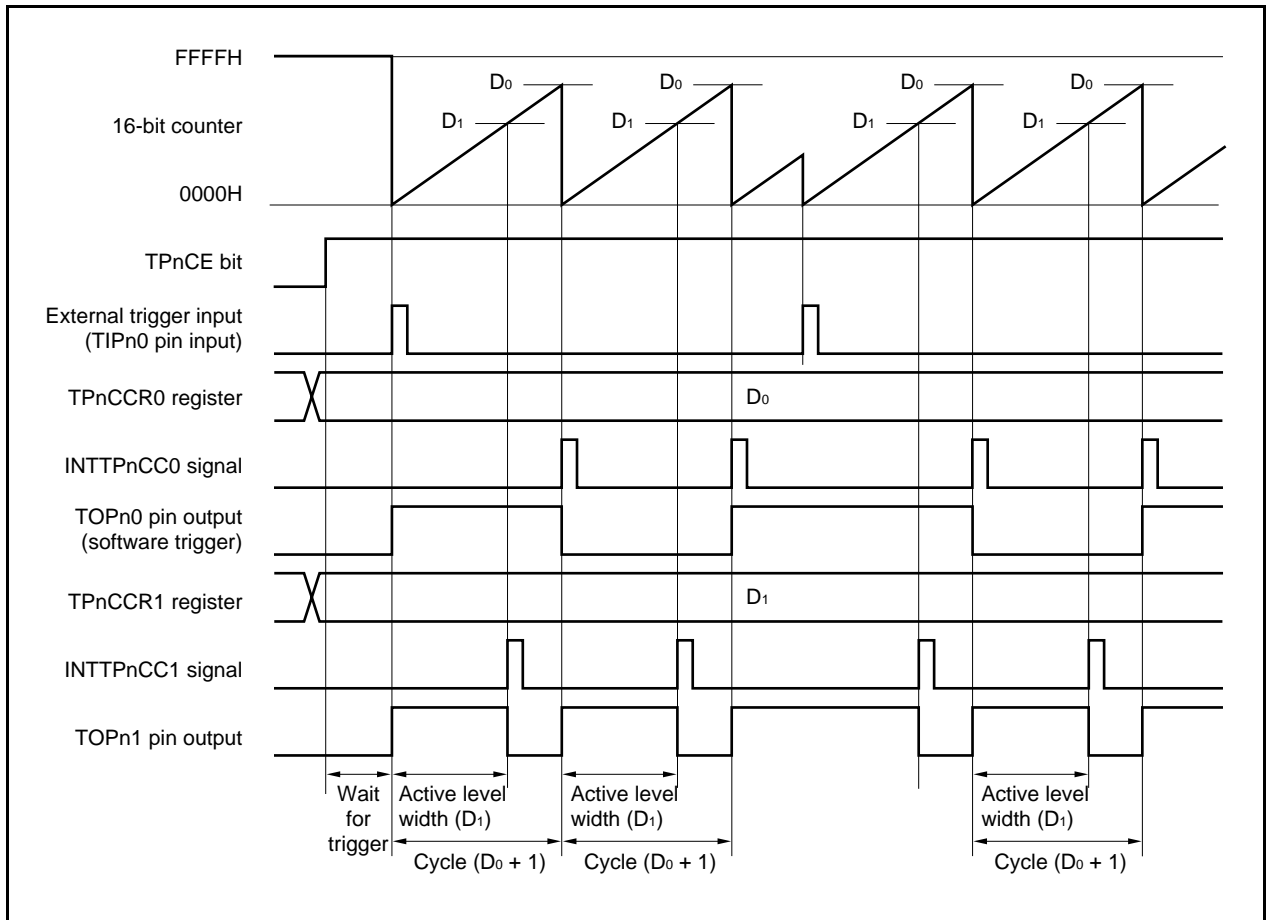 FFFFH
D₀ D₀ D₀ D₀
16-bit counter
D₁ D₁ D₁ D₁
0000H
TPnCE bit
External trigger input
(TIPn0 pin input)
TPnCCR0 register
D₀
INTTPnCC0 signal
TOPn0 pin output
(software trigger)
TPnCCR1 register
D₁
INTTPnCC1 signal
TOPn1 pin output
Wait
for
trigger
Active level
width (D₁)
Active level
width (D₁)
Active level
width (D₁)
Cycle (D₀ + 1)
Cycle (D₀ + 1)
Cycle (D₀ + 1)